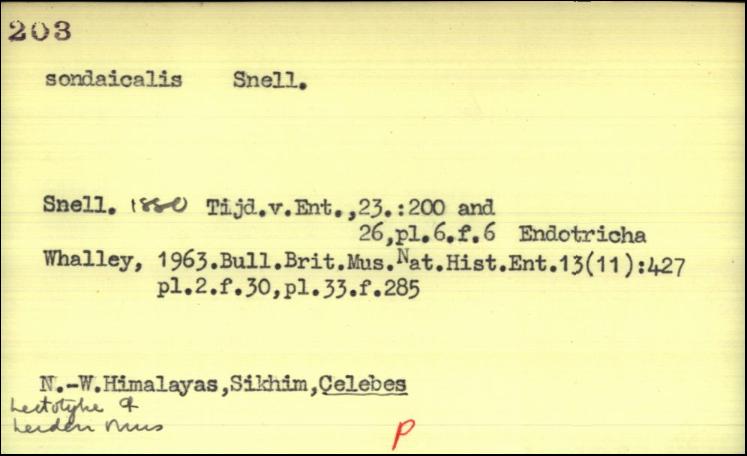 203
sondaicalis Snell.
Snell. 1880 Tijd.v.Ent.,23.:200 and
26,pl.6.f.6 Endotricha
Whalley, 1963.Bull.Brit.Mus.Nat.Hist.Ent.13(11):427
pl.2.f.30,pl.33.f.285
N.-W.Himalayas,Sikhim,Celebes
Lectotype ♀
Leiden Mus
P